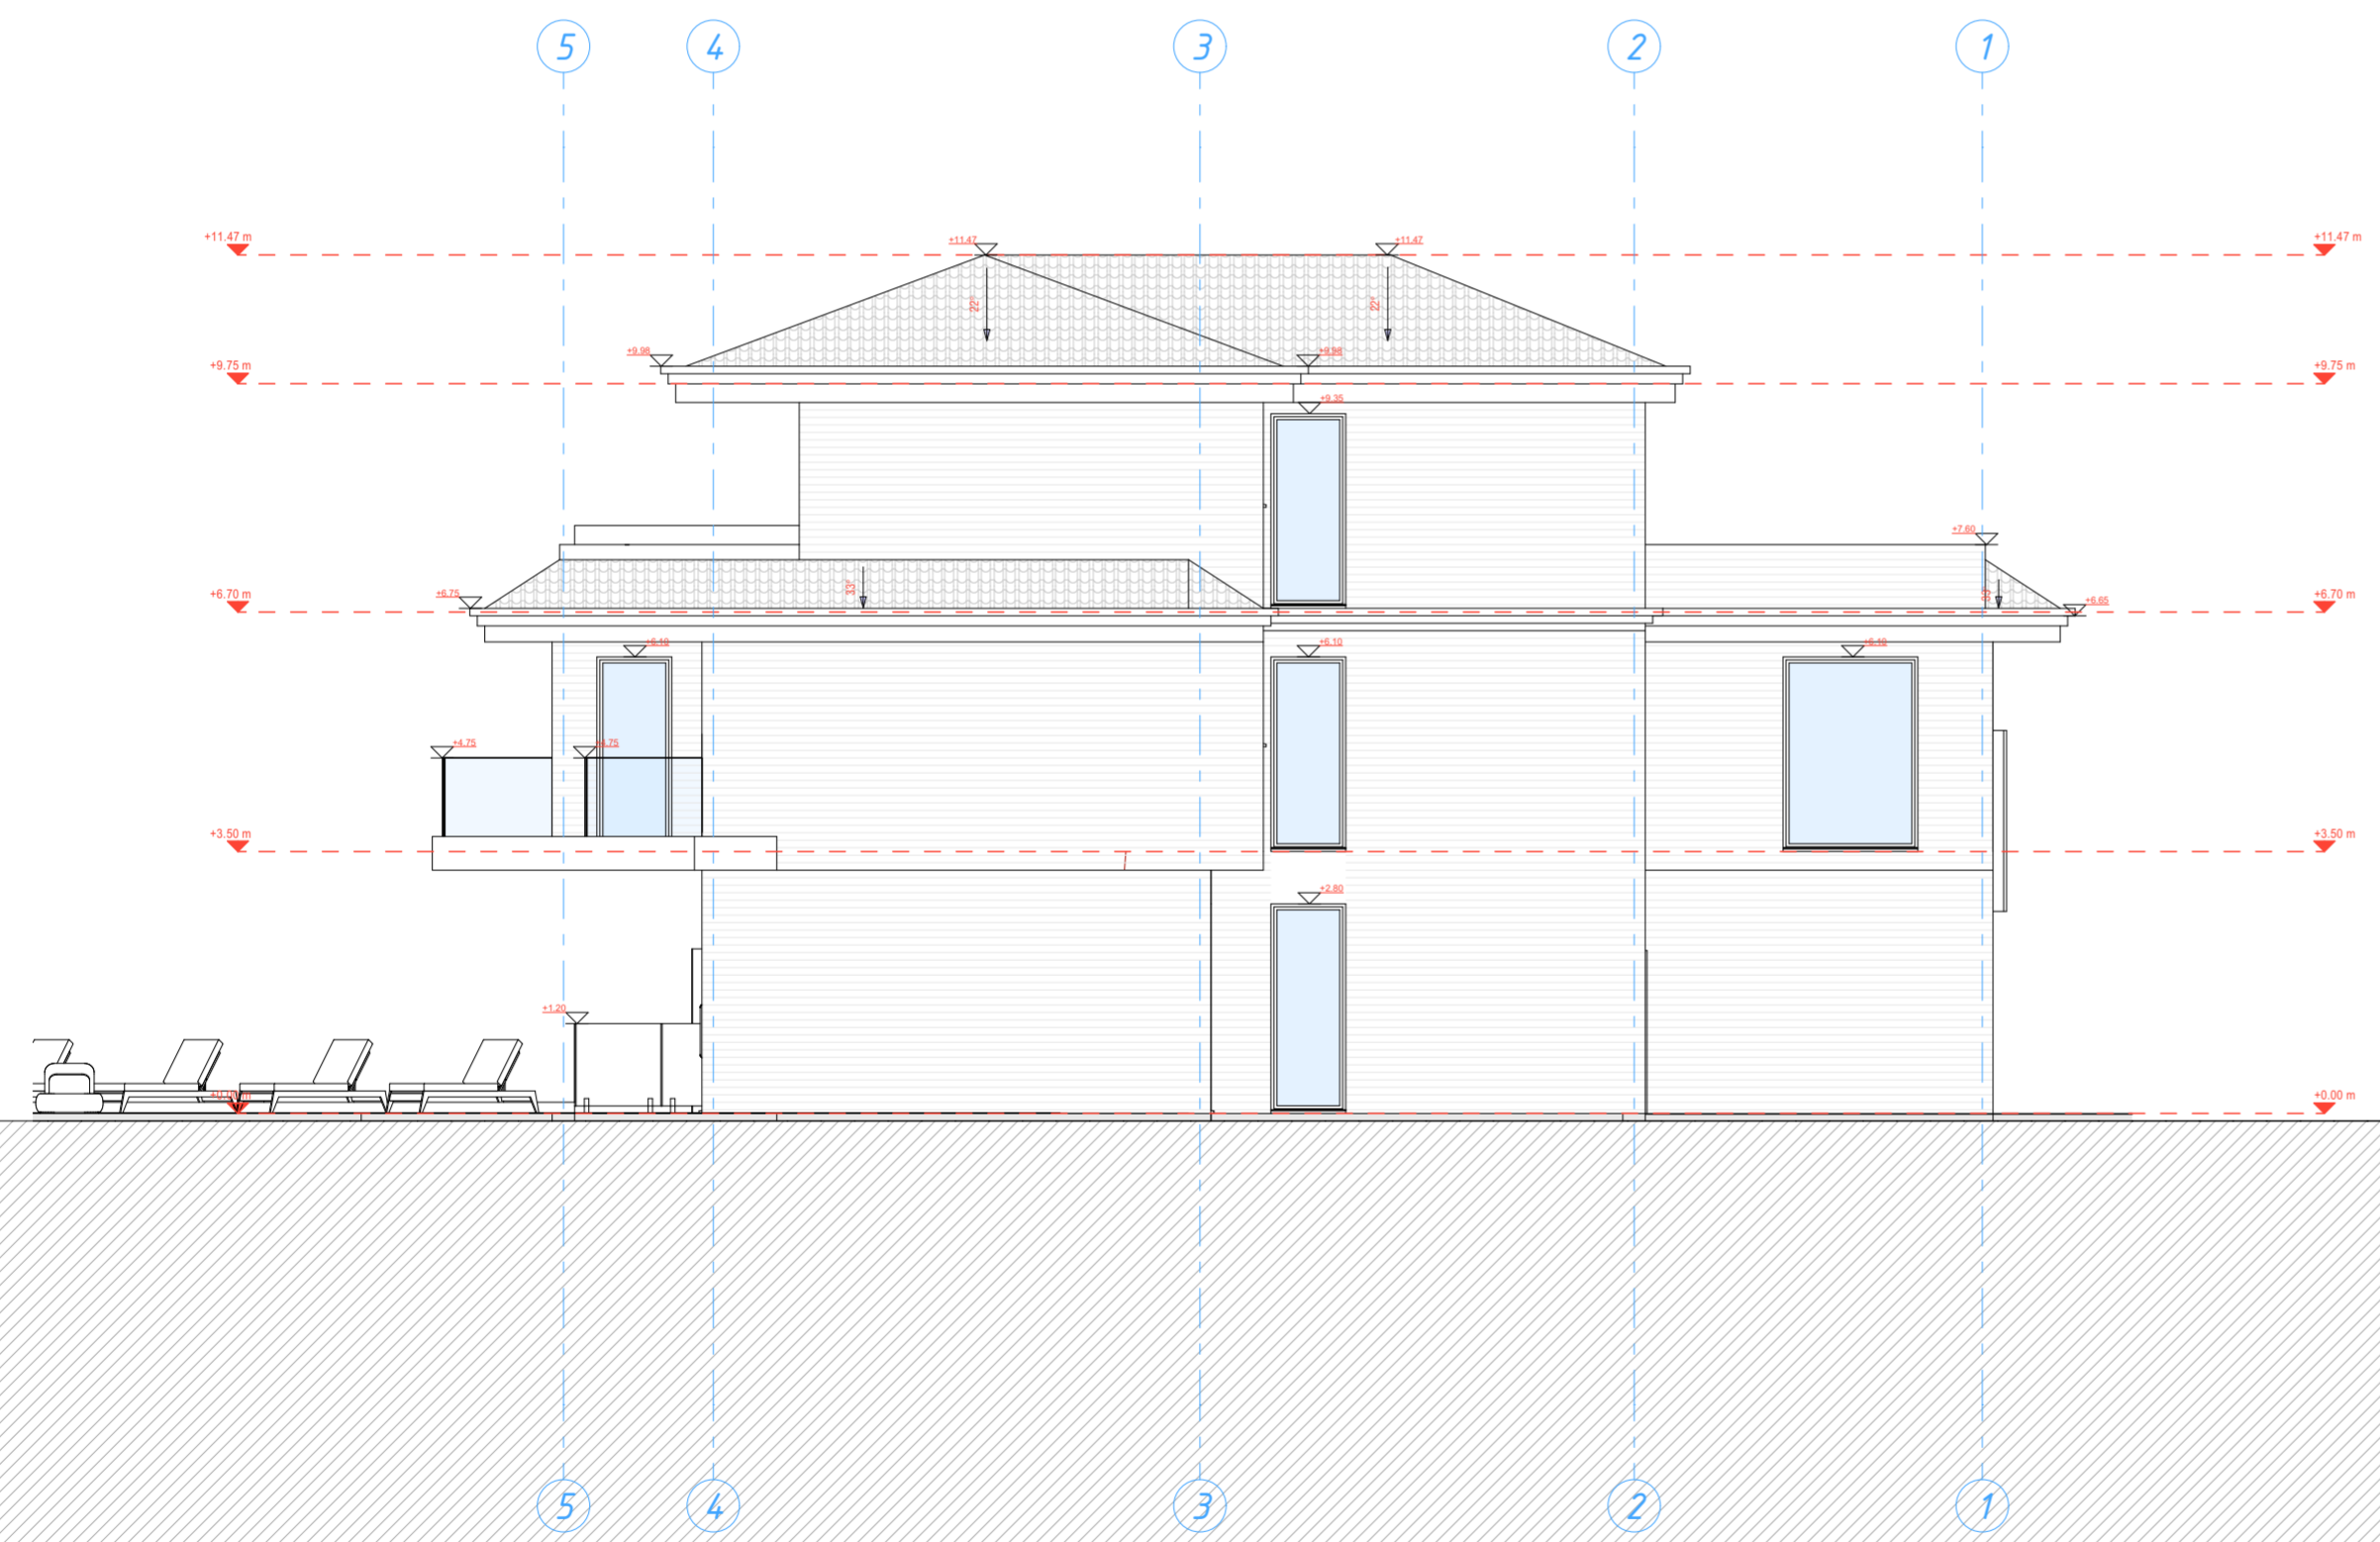 5 4 3 2 1
+11.47 m +11.47 +11.47 +11.47 m
22° 22°
+9.98 +9.98
+9.75 m +9.75 m
+9.35
+7.60
33°
+6.70 m +6.75 +6.65 +6.70 m
+6.10 +6.10 +6.10
+4.75 +4.75
+3.50 m +3.50 m
+2.80
+1.20
+0.00 m
5 4 3 2 1